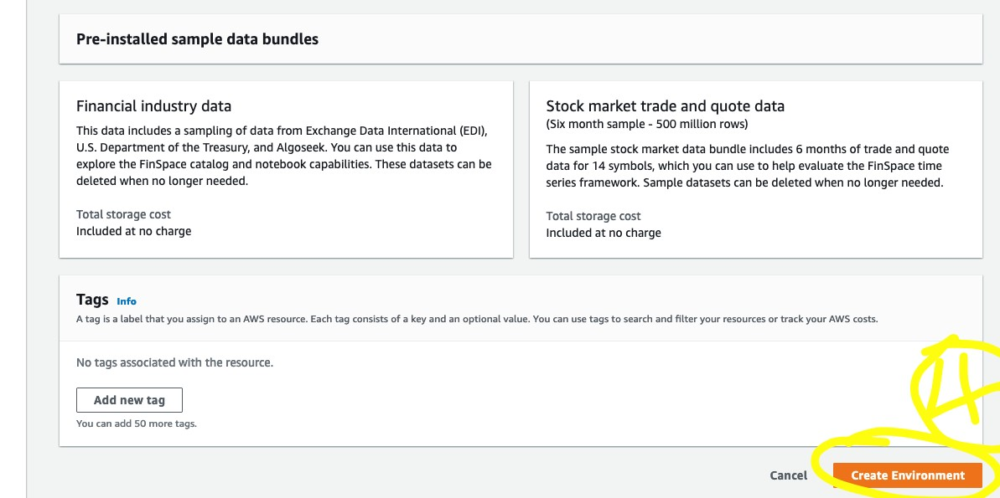 Pre-installed sample data bundles
Financial industry data
This data includes a sampling of data from Exchange Data International (EDI),
U.S. Department of the Treasury, and Algoseek. You can use this data to
explore the FinSpace catalog and notebook capabilities. These datasets can be
deleted when no longer needed.
Total storage cost
Included at no charge
Stock market trade and quote data
(Six month sample - 500 million rows)
The sample stock market data bundle includes 6 months of trade and quote
data for 14 symbols, which you can use to help evaluate the FinSpace time
series framework. Sample datasets can be deleted when no longer needed.
Total storage cost
Included at no charge
Tags Info
A tag is a label that you assign to an AWS resource. Each tag consists of a key and an optional value. You can use tags to search and filter your resources or track your AWS costs.
No tags associated with the resource.
Add new tag
You can add 50 more tags.
4
Cancel Create Environment